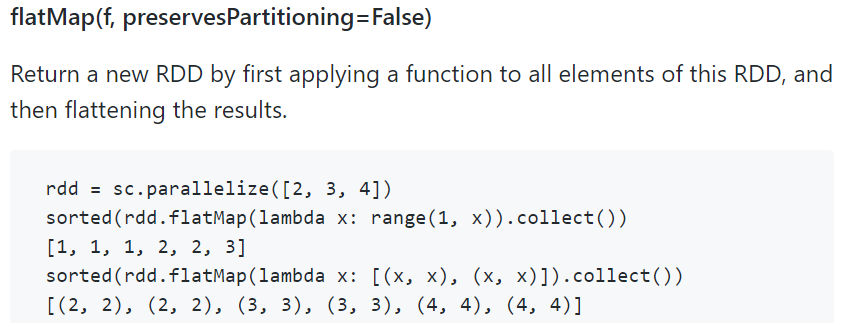 flatMap(f, preservesPartitioning=False)
Return a new RDD by first applying a function to all elements of this RDD, and
then flattening the results.
rdd = sc.parallelize([2, 3, 4])
sorted(rdd.flatMap(lambda x: range(1, x)).collect())
[1, 1, 1, 2, 2, 3]
sorted(rdd.flatMap(lambda x: [(x, x), (x, x)]).collect())
[(2, 2), (2, 2), (3, 3), (3, 3), (4, 4), (4, 4)]